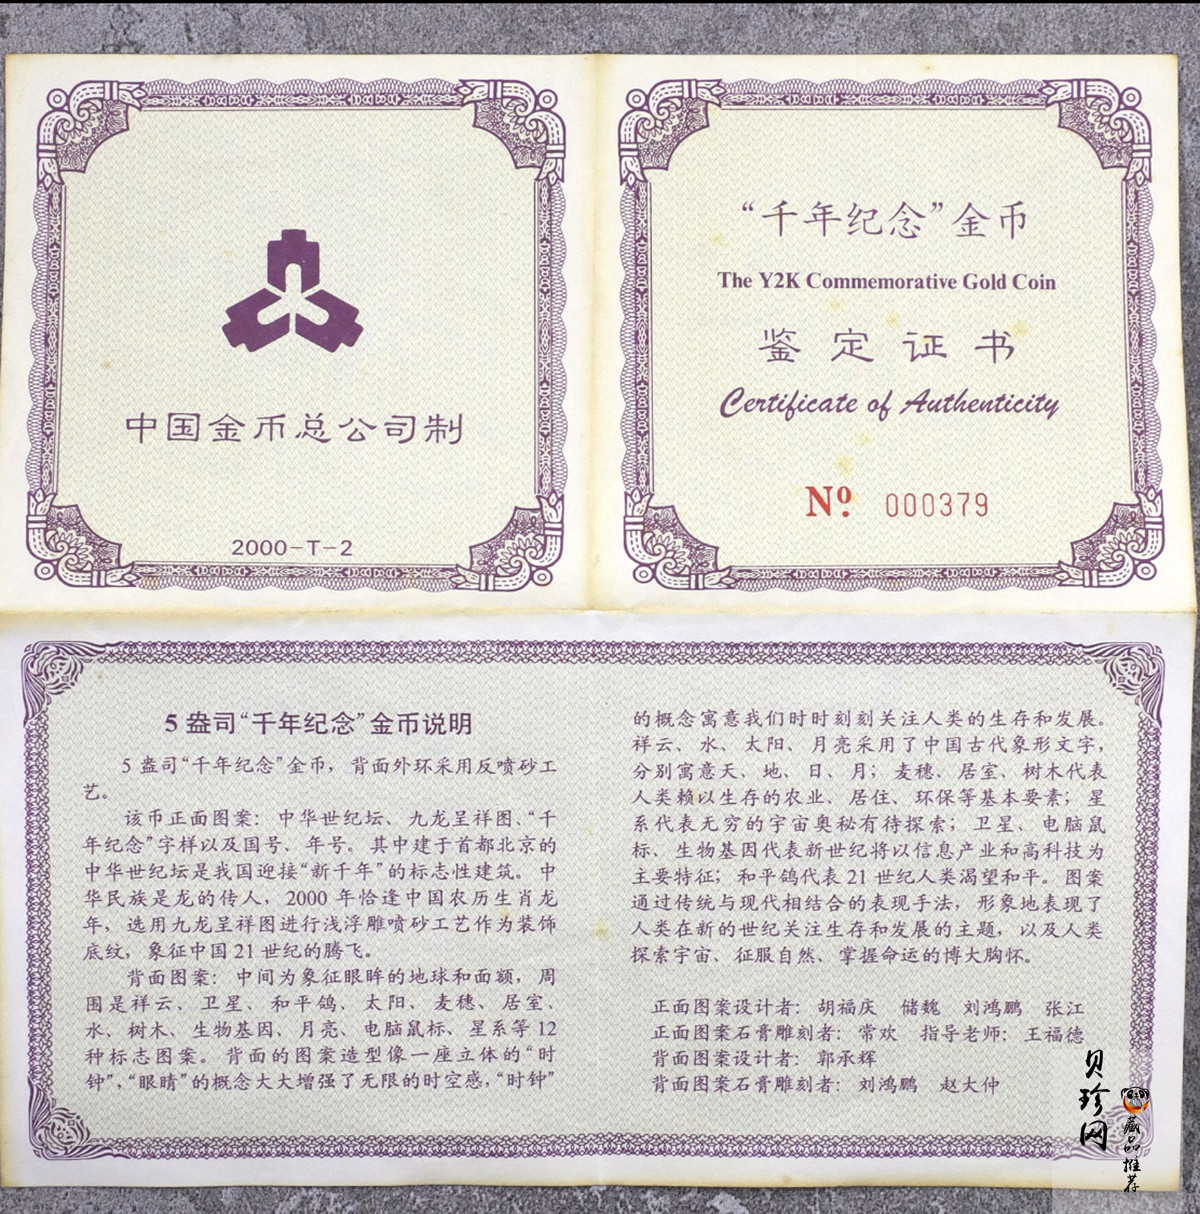 中国金币总公司制
2000-T-2
“千年纪念”金币
The Y2K Commemorative Gold Coin
鉴定证书
Certificate of Authenticity
Nº. 000379
5 盎司“千年纪念”金币说明
5 盎司“千年纪念”金币，背面外环采用反喷砂工
艺。
该币正面图案：中华世纪坛、九龙呈祥图、“千
年纪念”字样以及国号、年号。其中建于首都北京的
中华世纪坛是我国迎接“新千年”的标志性建筑。中
华民族是龙的传人，2000 年恰逢中国农历生肖龙
年，选用九龙呈祥图进行浅浮雕喷砂工艺作为装饰
底纹，象征中国 21 世纪的腾飞。
背面图案：中间为象征眼眸的地球和面额，周
围是祥云、卫星、和平鸽、太阳、麦穗、居室、
水、树木、生物基因、月亮、电脑鼠标、星系等 12
种标志图案。背面的图案造型像一座立体的“时
钟”，“眼睛”的概念大大增强了无限的时空感，“时钟”
的概念寓意我们时时刻刻关注人类的生存和发展。
祥云、水、太阳、月亮采用了中国古代象形文字，
分别寓意天、地、日、月；麦穗、居室、树木代表
人类赖以生存的农业、居住、环保等基本要素；星
系代表无穷的宇宙奥秘有待探索；卫星、电脑鼠
标、生物基因代表新世纪将以信息产业和高科技为
主要特征；和平鸽代表 21 世纪人类渴望和平。图案
通过传统与现代相结合的表现手法，形象地表现了
人类在新的世纪关注生存和发展的主题，以及人类
探索宇宙、征服自然、掌握命运的博大胸怀。
正面图案设计者：胡福庆 储魏 刘鸿鹏 张江
正面图案石膏雕刻者：常欢 指导老师：王福德
背面图案设计者：郭承辉
背面图案石膏雕刻者：刘鸿鹏 赵大仲
贝珍网
藏品推荐